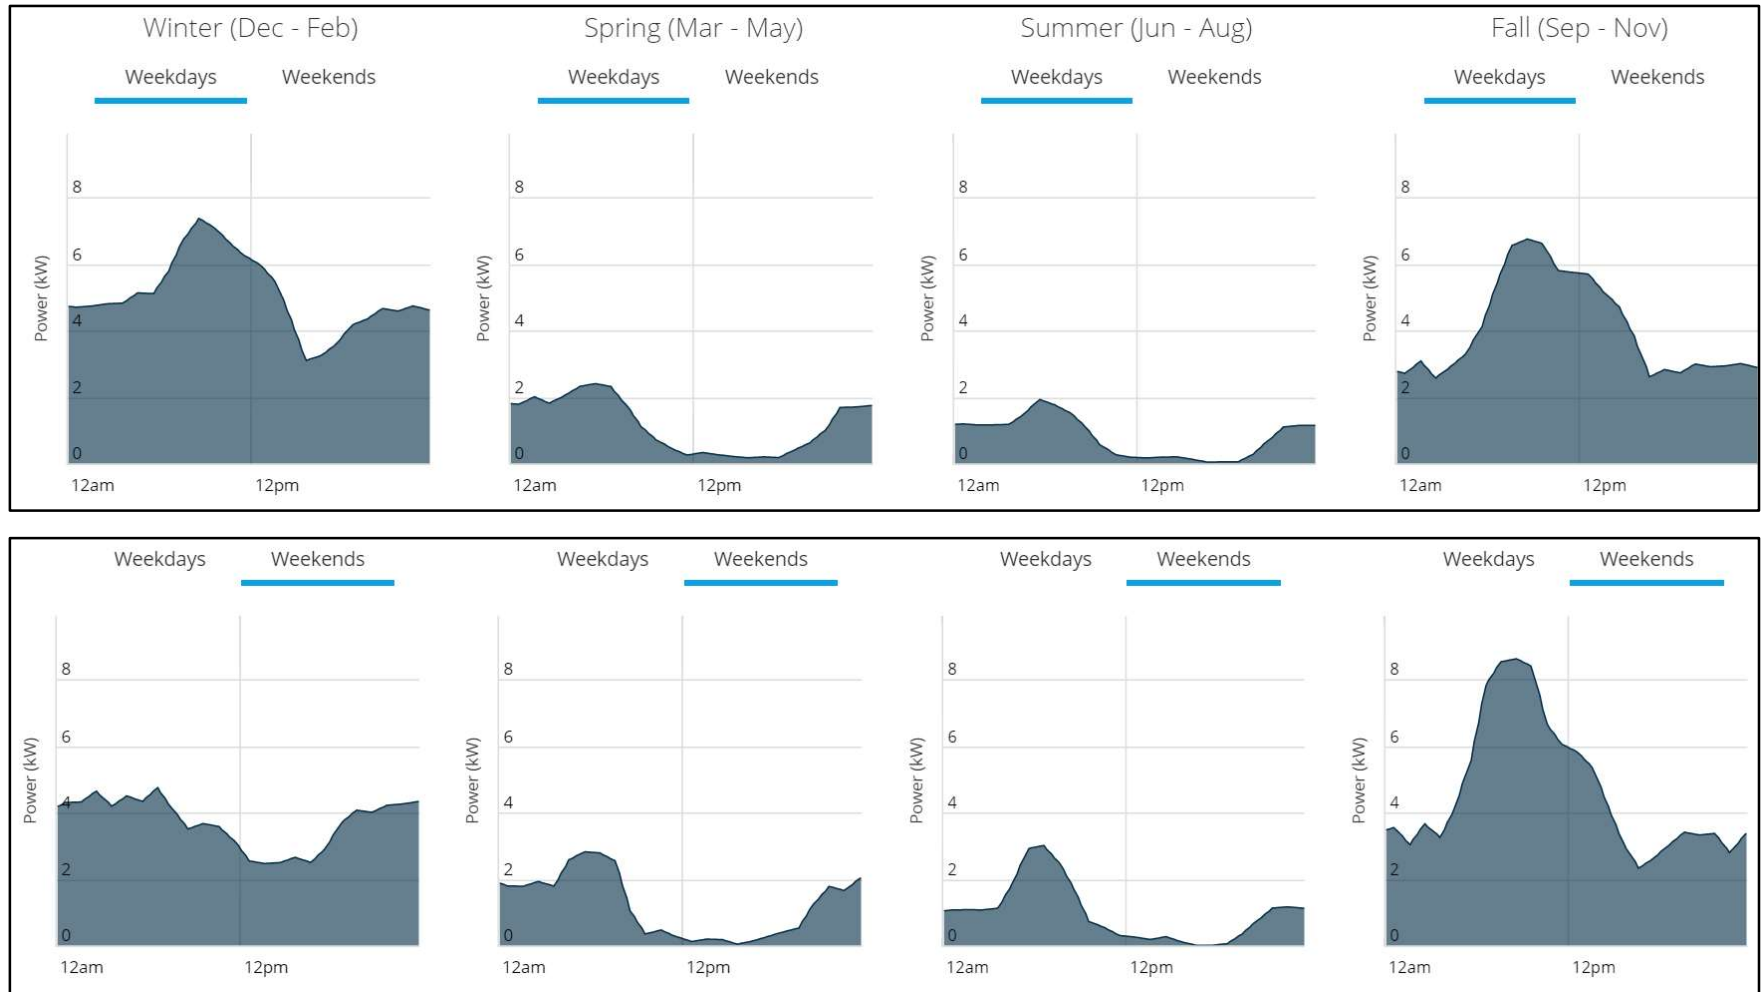 Winter (Dec - Feb)
Spring (Mar - May)
Summer (Jun - Aug)
Fall (Sep - Nov)
Weekdays Weekends
Weekdays Weekends
Weekdays Weekends
Weekdays Weekends
Power (kW)
8
6
4
2
0
12am 12pm
Power (kW)
8
6
4
2
0
12am 12pm
Power (kW)
8
6
4
2
0
12am 12pm
Power (kW)
8
6
4
2
0
12am 12pm
Weekdays Weekends
Weekdays Weekends
Weekdays Weekends
Weekdays Weekends
Power (kW)
8
6
4
2
0
12am 12pm
Power (kW)
8
6
4
2
0
12am 12pm
Power (kW)
8
6
4
2
0
12am 12pm
Power (kW)
8
6
4
2
0
12am 12pm